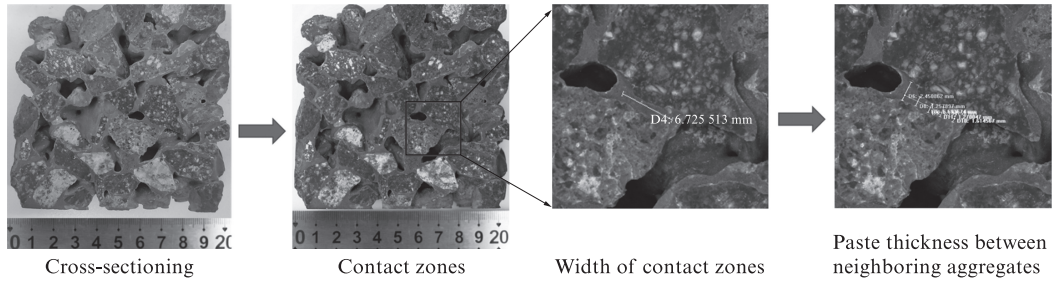 0 1 2 3 4 5 6 7 8 9 20
0 1 2 3 4 5 6 7 8 9 20
D4: 6.725 513 mm
Cross-sectioning
Contact zones
Width of contact zones
Paste thickness between
neighboring aggregates